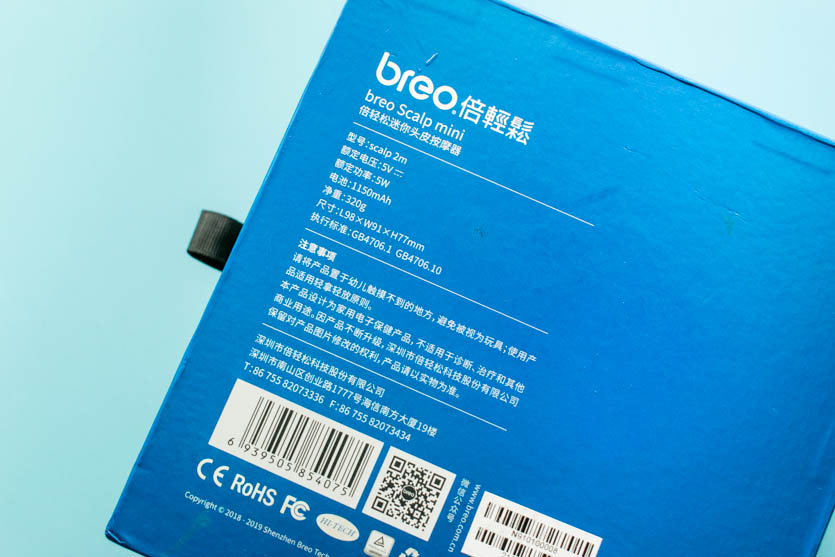 breo®倍輕鬆
breo Scalp mini
倍轻松迷你头皮按摩器
型号:scalp 2m
额定电压:5V⎓
额定功率:5W
电池:1150mAh
净重:320g
尺寸:L98×W91×H77mm
执行标准:GB4706.1 GB4706.10
注意事项
请将产品置于幼儿触摸不到的地方,避免被视为玩具;使用产
品适用轻拿轻放原则。
本产品设计为家用电子保健产品,不适用于诊断、治疗和其他
商业用途。因产品不断升级,深圳市倍轻松科技股份有限公司
保留对产品图片修改的权利,产品请以实物为准。
深圳市倍轻松科技股份有限公司
深圳市南山区创业路1777号海信南方大厦19楼
T:86 755 82073336 F:86 755 82073434
6 939505 854075
微信公众号
www.breo.com.cn
N910100008
CE RoHS FC
HI-TECH
Copyright © 2018 - 2019 Shenzhen Breo Tech